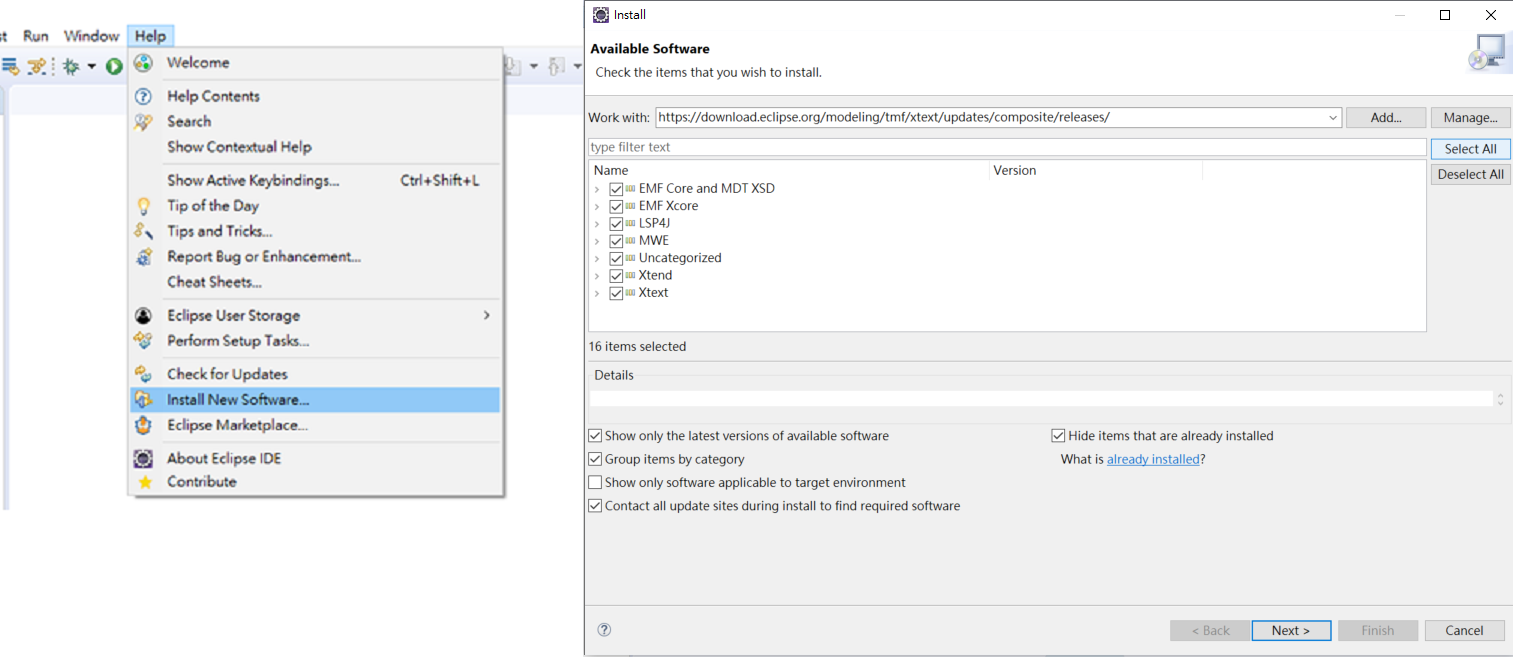 st Run Window Help
Welcome
Help Contents
Search
Show Contextual Help
Show Active Keybindings... Ctrl+Shift+L
Tip of the Day
Tips and Tricks...
Report Bug or Enhancement...
Cheat Sheets...
Eclipse User Storage
Perform Setup Tasks...
Check for Updates
Install New Software...
Eclipse Marketplace...
About Eclipse IDE
Contribute
Install
Available Software
Check the items that you wish to install.
Work with: https://download.eclipse.org/modeling/tmf/xtext/updates/composite/releases/ Add... Manage...
type filter text Select All
Deselect All
Name Version
EMF Core and MDT XSD
EMF Xcore
LSP4J
MWE
Uncategorized
Xtend
Xtext
16 items selected
Details
Show only the latest versions of available software Hide items that are already installed
Group items by category What is already installed?
Show only software applicable to target environment
Contact all update sites during install to find required software
? < Back Next > Finish Cancel